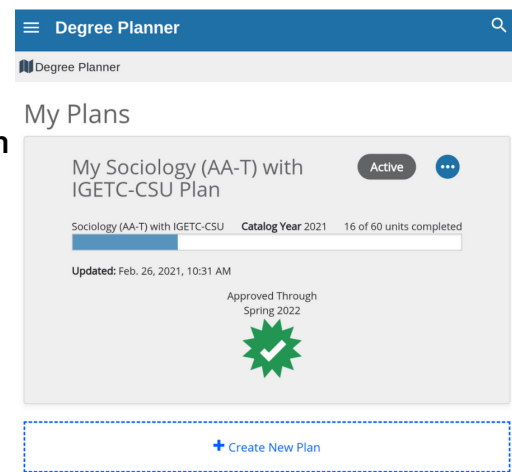 Degree Planner
Degree Planner
My Plans
My Sociology (AA-T) with
IGETC-CSU Plan
Active
Sociology (AA-T) with IGETC-CSU Catalog Year 2021 16 of 60 units completed
Updated: Feb. 26, 2021, 10:31 AM
Approved Through
Spring 2022
+ Create New Plan